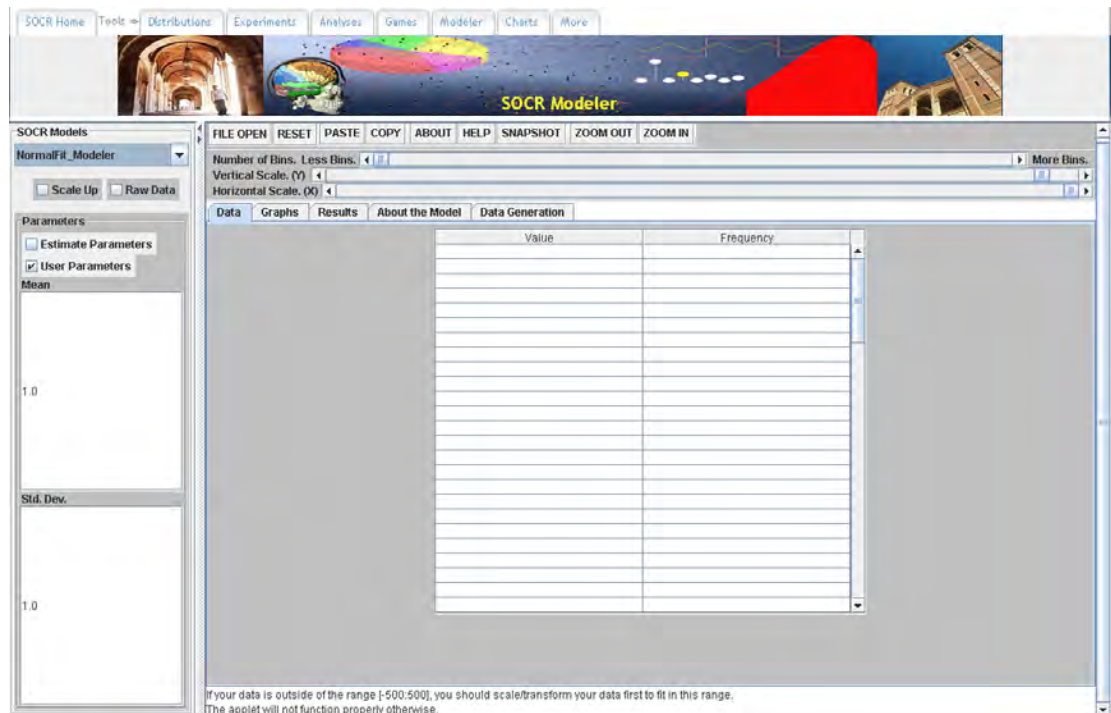 SOCR Home Tools ⇒ Distributions Experiments Analyses Games Modeler Charts More
SOCR Modeler
SOCR Models
NormalFit_Modeler
Scale Up Raw Data
Parameters
Estimate Parameters
User Parameters
Mean
1.0
Std. Dev.
1.0
FILE OPEN RESET PASTE COPY ABOUT HELP SNAPSHOT ZOOM OUT ZOOM IN
Number of Bins. Less Bins. More Bins.
Vertical Scale. (Y)
Horizontal Scale. (X)
Data Graphs Results About the Model Data Generation
Value Frequency
If your data is outside of the range [-500;500], you should scale/transform your data first to fit in this range.
The applet will not function properly otherwise.